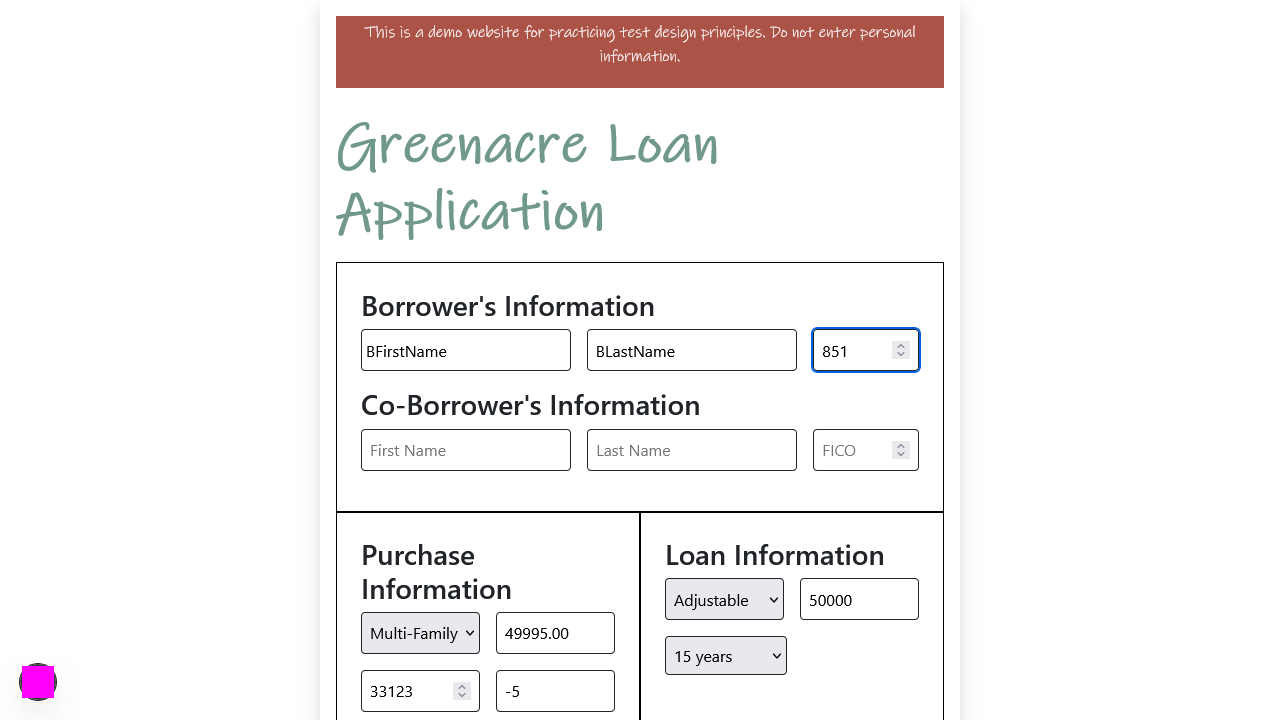 This is a demo website for practicing test design principles. Do not enter personal
information.
Greenacre Loan
Application
Borrower's Information
BFirstName
BLastName
851
Co-Borrower's Information
First Name
Last Name
FICO
Purchase
Information
Multi-Family
49995.00
33123
-5
Loan Information
Adjustable
50000
15 years